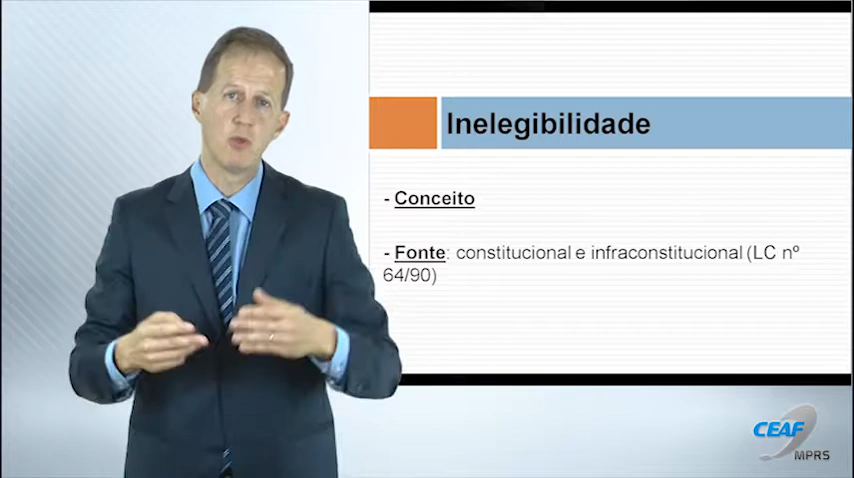 Inelegibilidade
- Conceito
- Fonte: constitucional e infraconstitucional (LC nº
64/90)
CEAF
MPRS